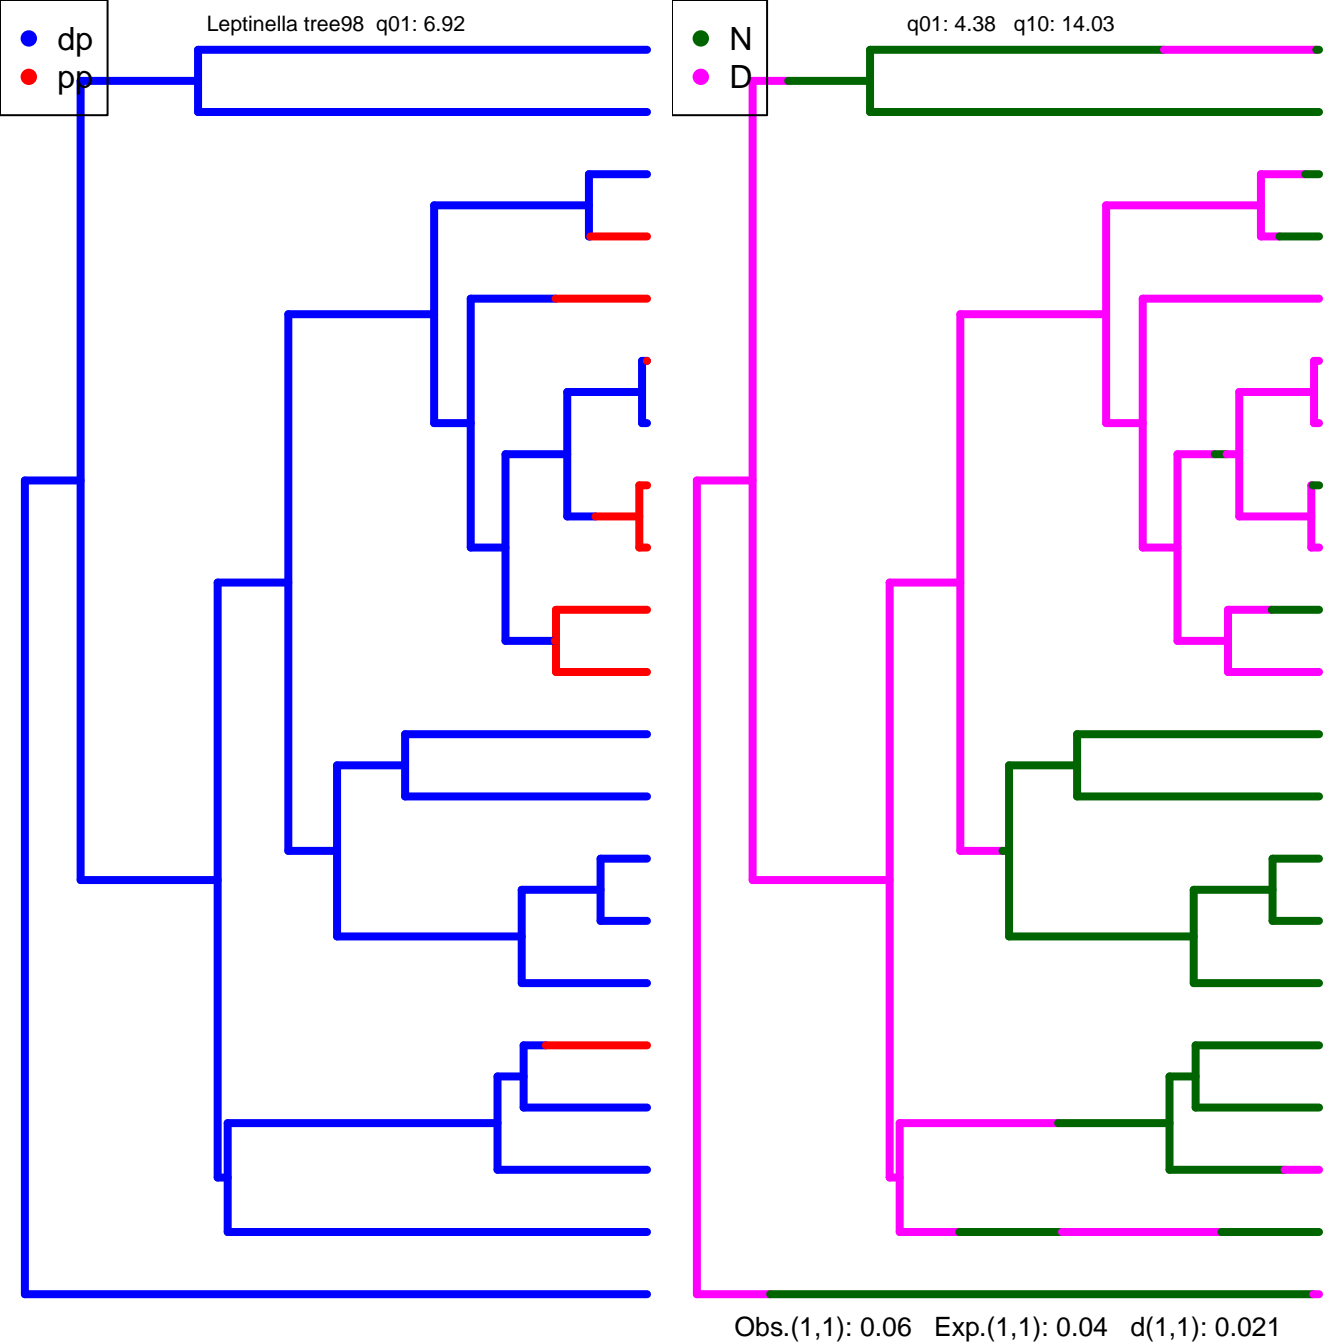 Leptinella tree98 q01: 6.92
dp
pp
q01: 4.38 q10: 14.03
N
D
Obs.(1,1): 0.06 Exp.(1,1): 0.04 d(1,1): 0.021